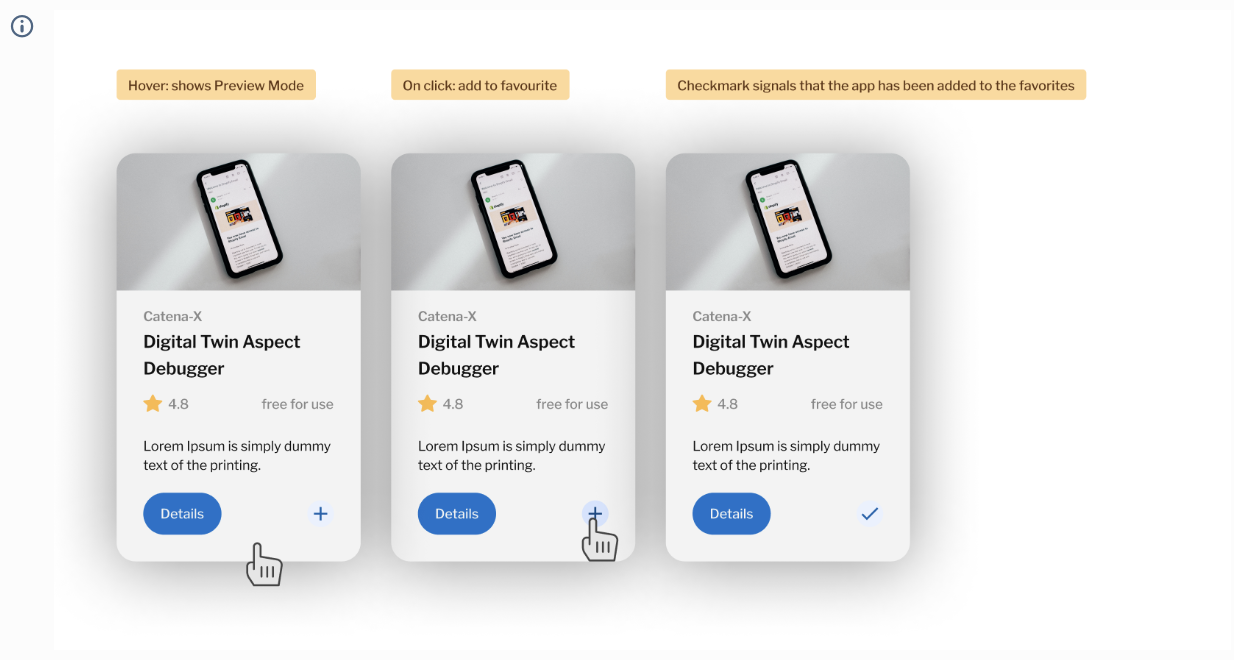 Hover: shows Preview Mode
On click: add to favourite
Checkmark signals that the app has been added to the favorites
Catena-X
Digital Twin Aspect
Debugger
4.8 free for use
Lorem Ipsum is simply dummy
text of the printing.
Details
Catena-X
Digital Twin Aspect
Debugger
4.8 free for use
Lorem Ipsum is simply dummy
text of the printing.
Details
Catena-X
Digital Twin Aspect
Debugger
4.8 free for use
Lorem Ipsum is simply dummy
text of the printing.
Details